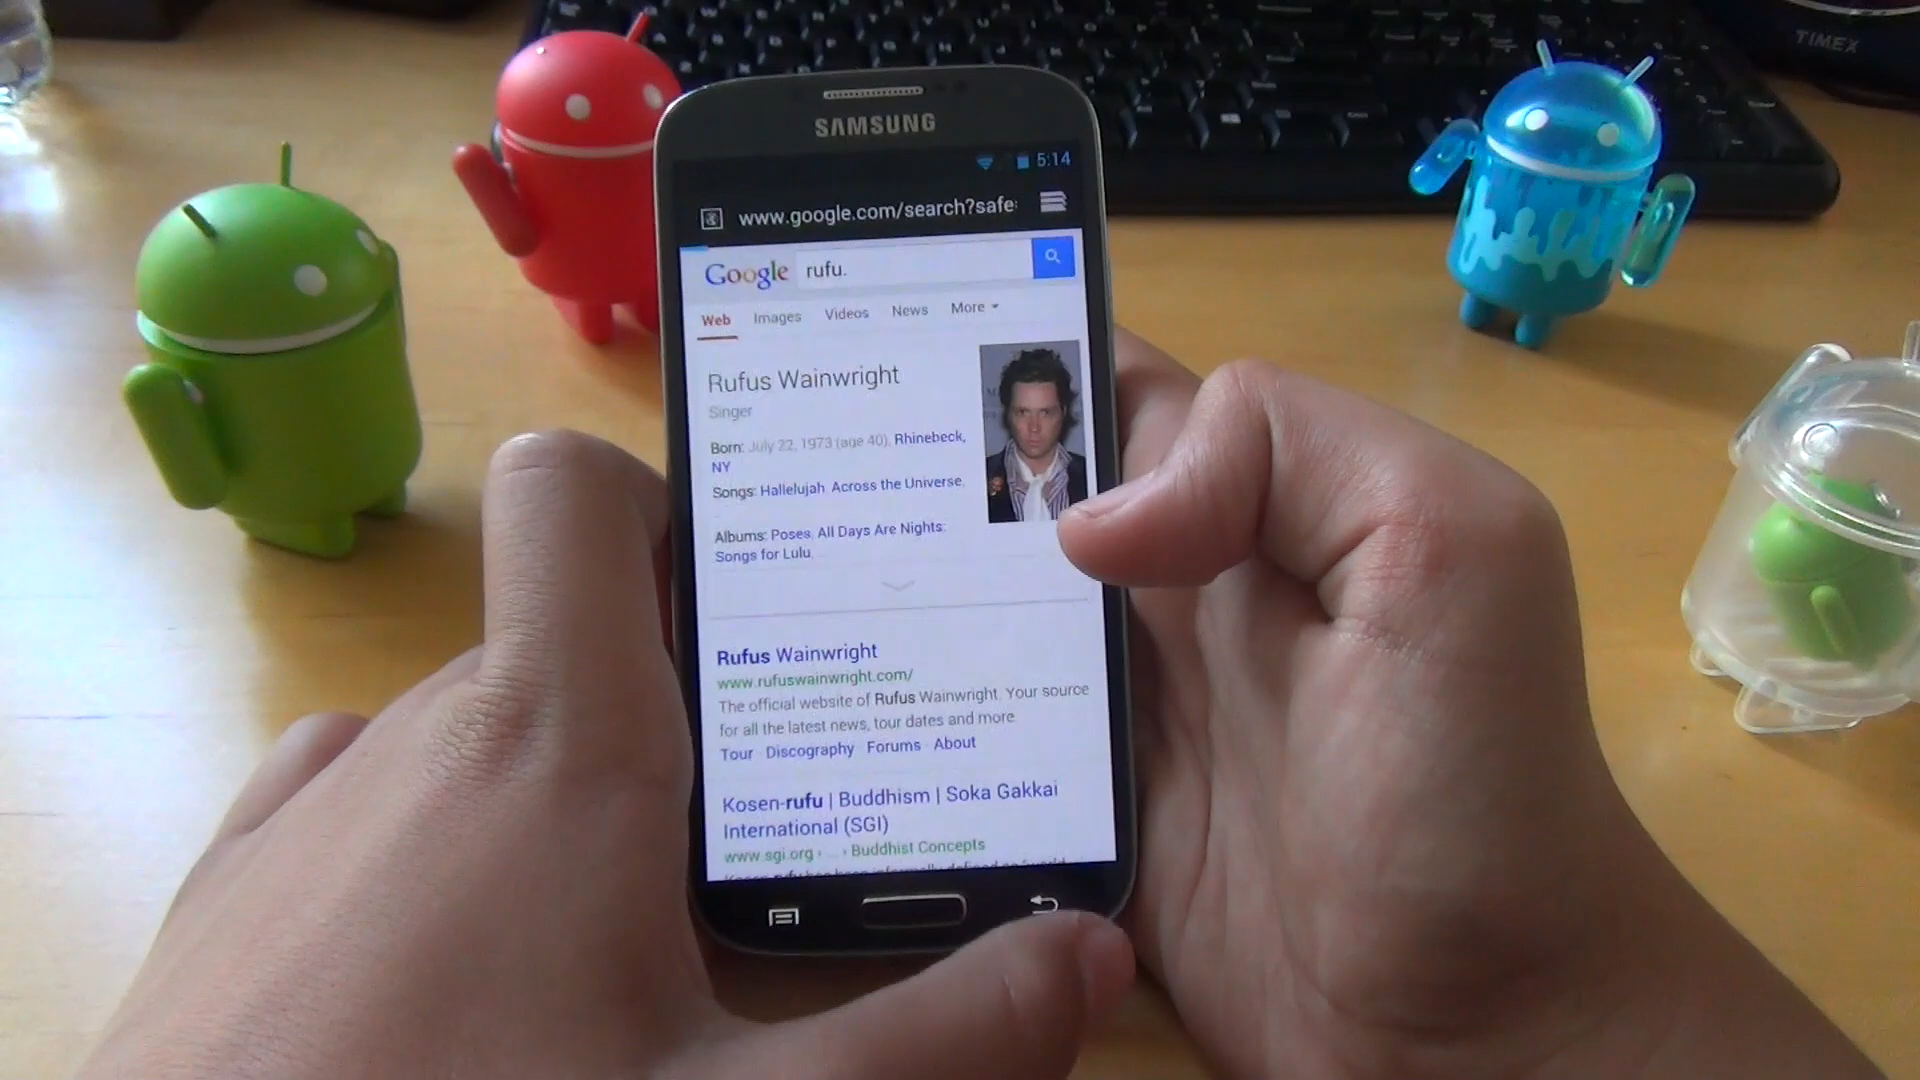 TIMEX
SAMSUNG
5:14
www.google.com/search?safe
Google rufu.
Web Images Videos News More
Rufus Wainwright
Singer
Born: July 22, 1973 (age 40), Rhinebeck,
NY
Songs: Hallelujah, Across the Universe,
Albums: Poses, All Days Are Nights:
Songs for Lulu,
Rufus Wainwright
www.rufuswainwright.com/
The official website of Rufus Wainwright. Your source
for all the latest news, tour dates and more.
Tour Discography Forums About
Kosen-rufu | Buddhism | Soka Gakkai
International (SGI)
www.sgi.org › ... › Buddhist Concepts